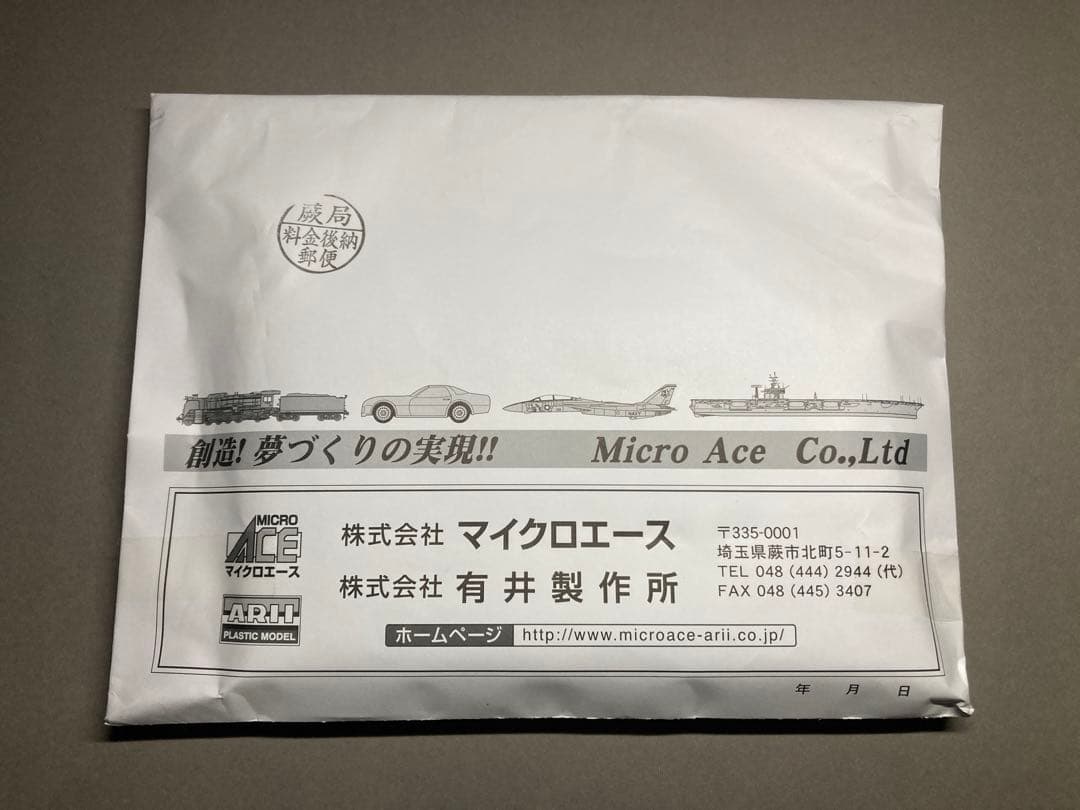 蕨局
料金後納
郵便
NAVY
創造！夢づくりの実現!! Micro Ace Co.,Ltd
MICRO
ACE
マイクロエース
株式会社 マイクロエース
〒335-0001
埼玉県蕨市北町5-11-2
TEL 048 (444) 2944 (代)
FAX 048 (445) 3407
ARII
PLASTIC MODEL
株式会社 有井製作所
ホームページ http://www.microace-arii.co.jp/
年 月 日